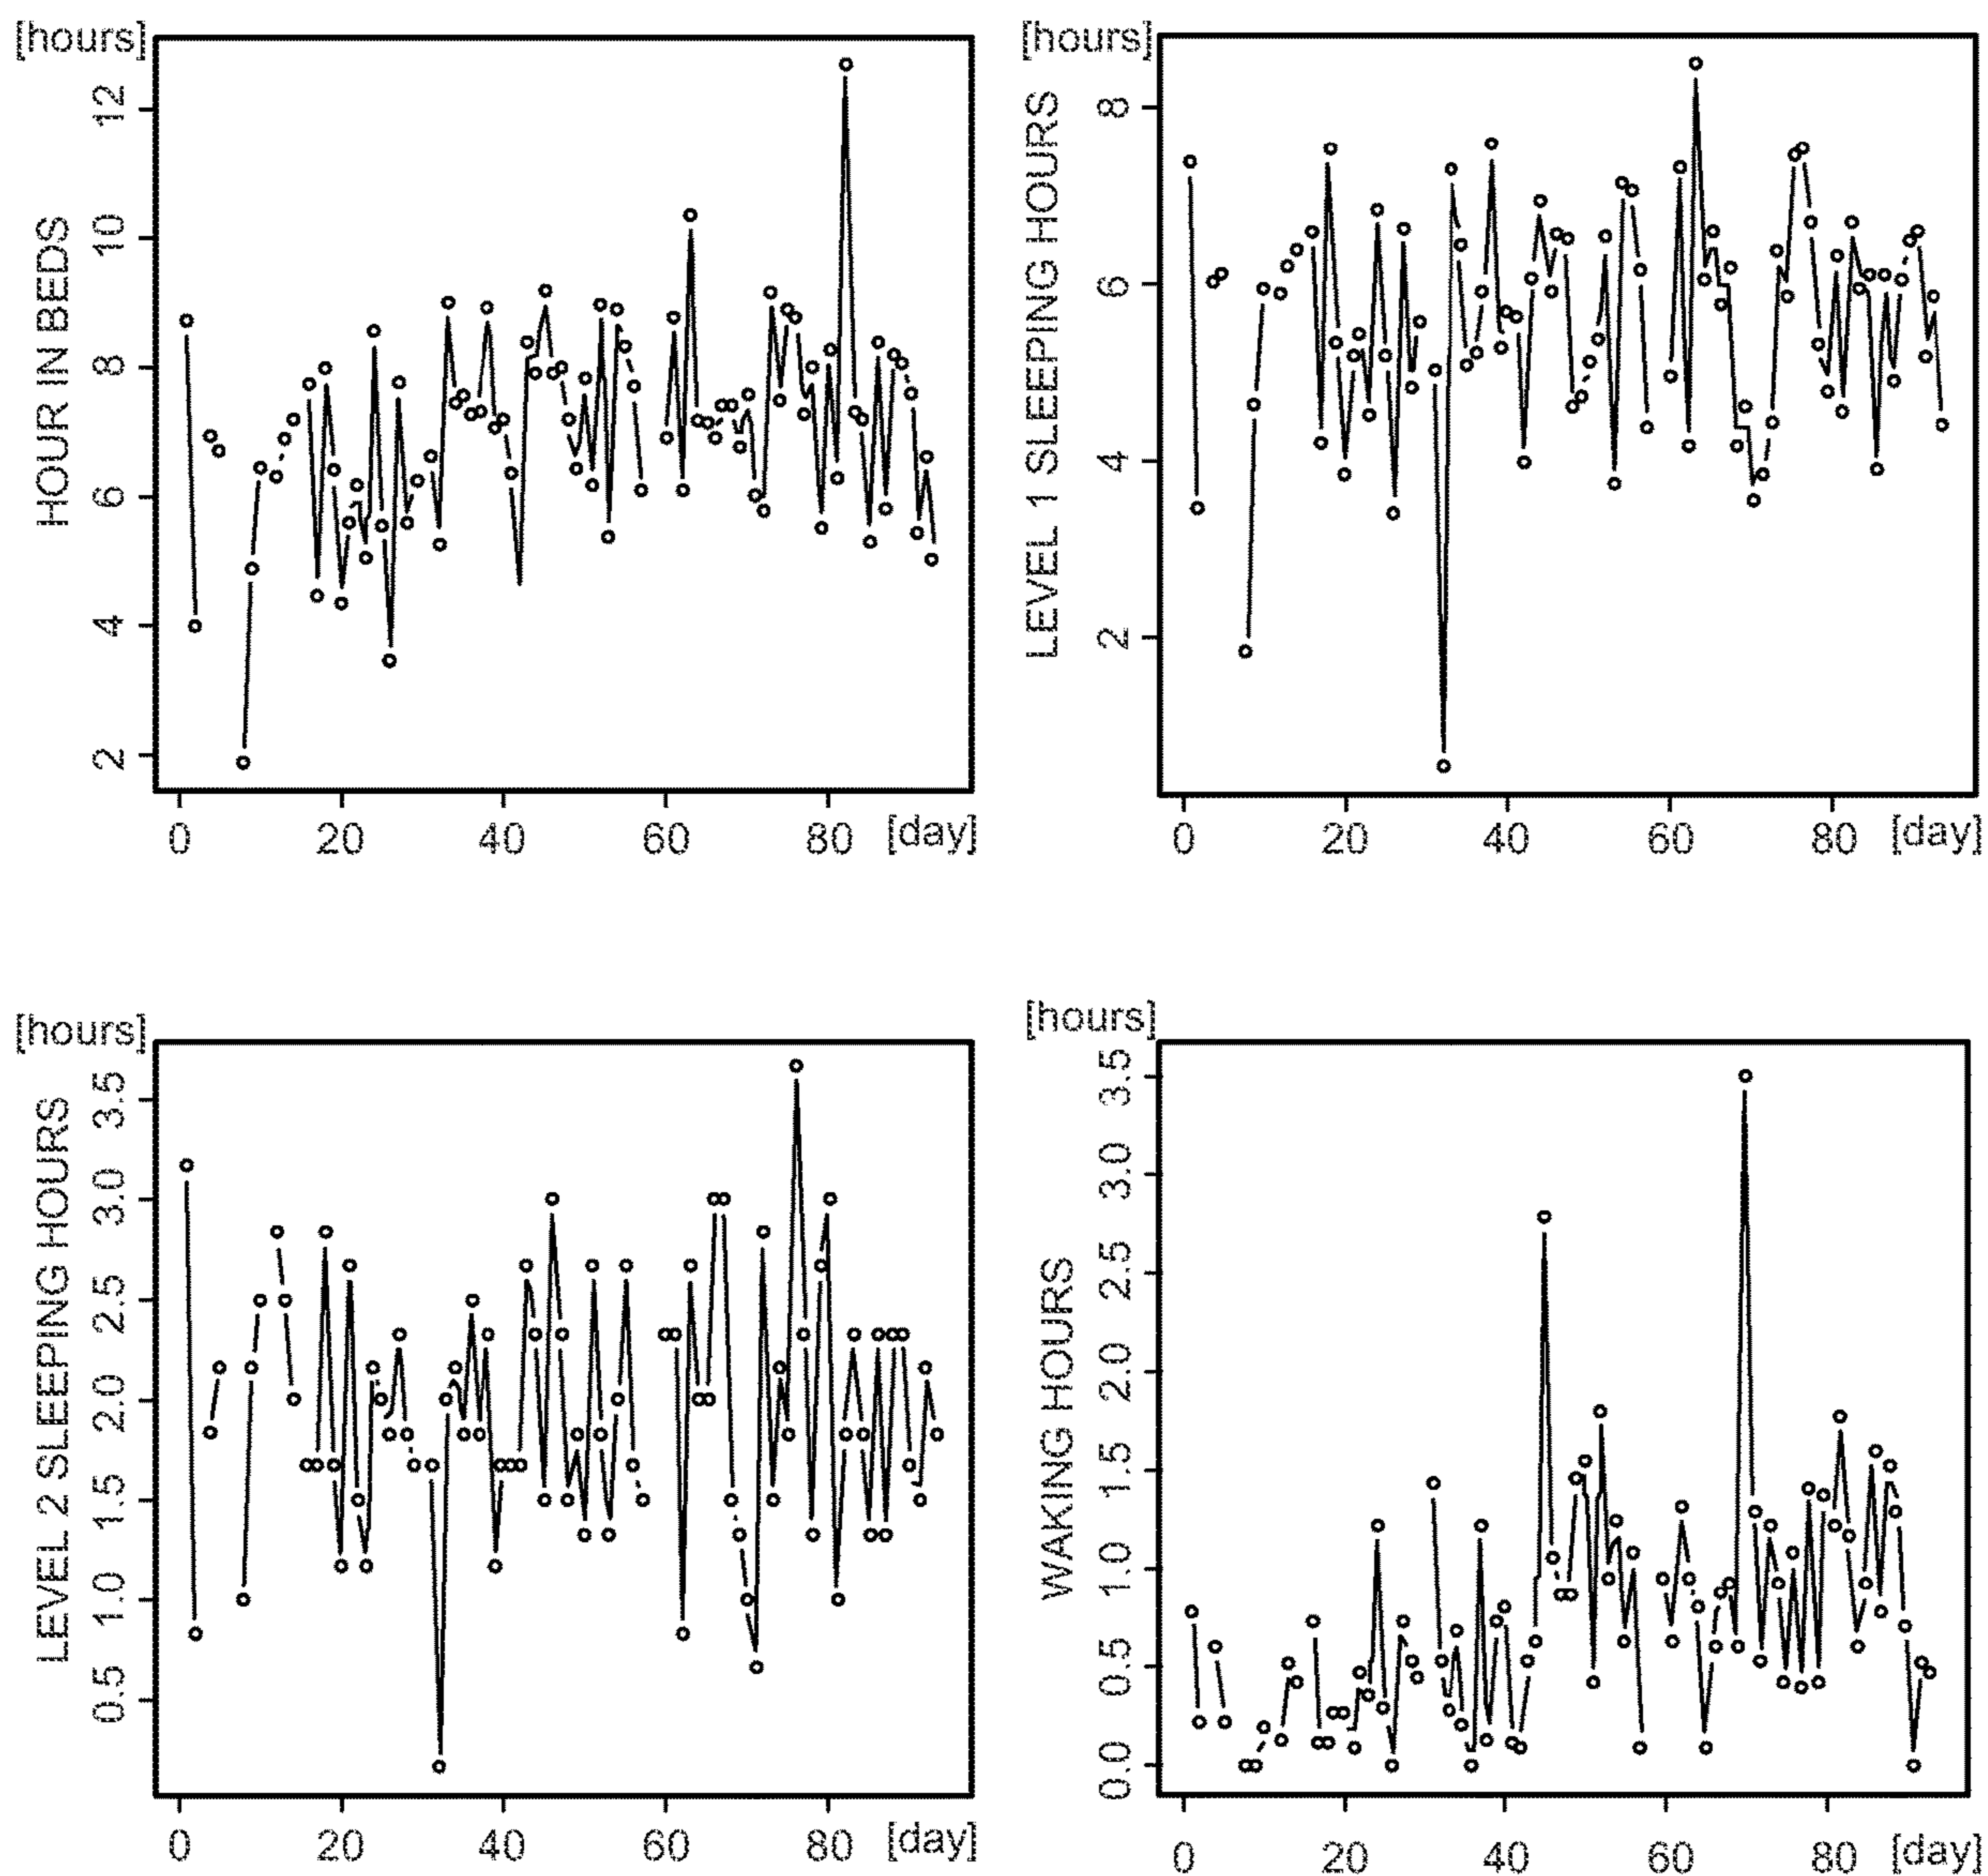 [hours]
HOUR IN BEDS
12
10
8
6
4
2
0 20 40 60 80 [day]
[hours]
LEVEL 1 SLEEPING HOURS
8
6
4
2
0 20 40 60 80 [day]
[hours]
LEVEL 2 SLEEPING HOURS
3.5
3.0
2.5
2.0
1.5
1.0
0.5
0 20 40 60 80 [day]
[hours]
WAKING HOURS
3.5
3.0
2.5
2.0
1.5
1.0
0.5
0.0
0 20 40 60 80 [day]